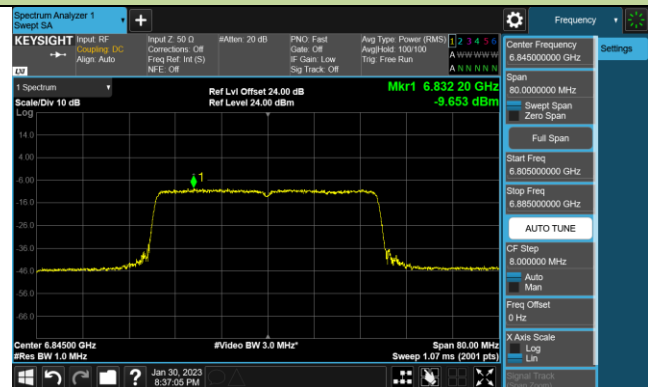 Spectrum Analyzer 1
Swept SA
Frequency
KEYSIGHT
Input: RF
Coupling: DC
Align: Auto
Input Z: 50 Ω
Corrections: Off
Freq Ref: Int (S)
NFE: Off
#Atten: 20 dB
PNO: Fast
Gate: Off
IF Gain: Low
Sig Track: Off
Avg Type: Power (RMS)
Avg|Hold: 100/100
Trig: Free Run
1 2 3 4 5 6
A W W W W W
A N N N N N
LXI
1 Spectrum
Scale/Div 10 dB
Ref Lvl Offset 24.00 dB
Ref Level 24.00 dBm
Mkr1 6.832 20 GHz
-9.653 dBm
Log
14.0
4.00
-6.00
-16.0
-26.0
-36.0
-46.0
-56.0
-66.0
1
Center 6.84500 GHz
#Res BW 1.0 MHz
#Video BW 3.0 MHz*
Span 80.00 MHz
Sweep 1.07 ms (2001 pts)
Jan 30, 2023
8:37:05 PM
Center Frequency
6.845000000 GHz
Span
80.0000000 MHz
Swept Span
Zero Span
Full Span
Start Freq
6.805000000 GHz
Stop Freq
6.885000000 GHz
AUTO TUNE
CF Step
8.000000 MHz
Auto
Man
Freq Offset
0 Hz
X Axis Scale
Log
Lin
Signal Track
Settings